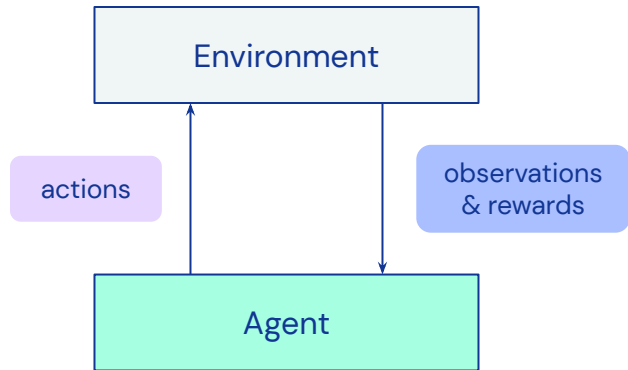 Environment
actions
observations
& rewards
Agent